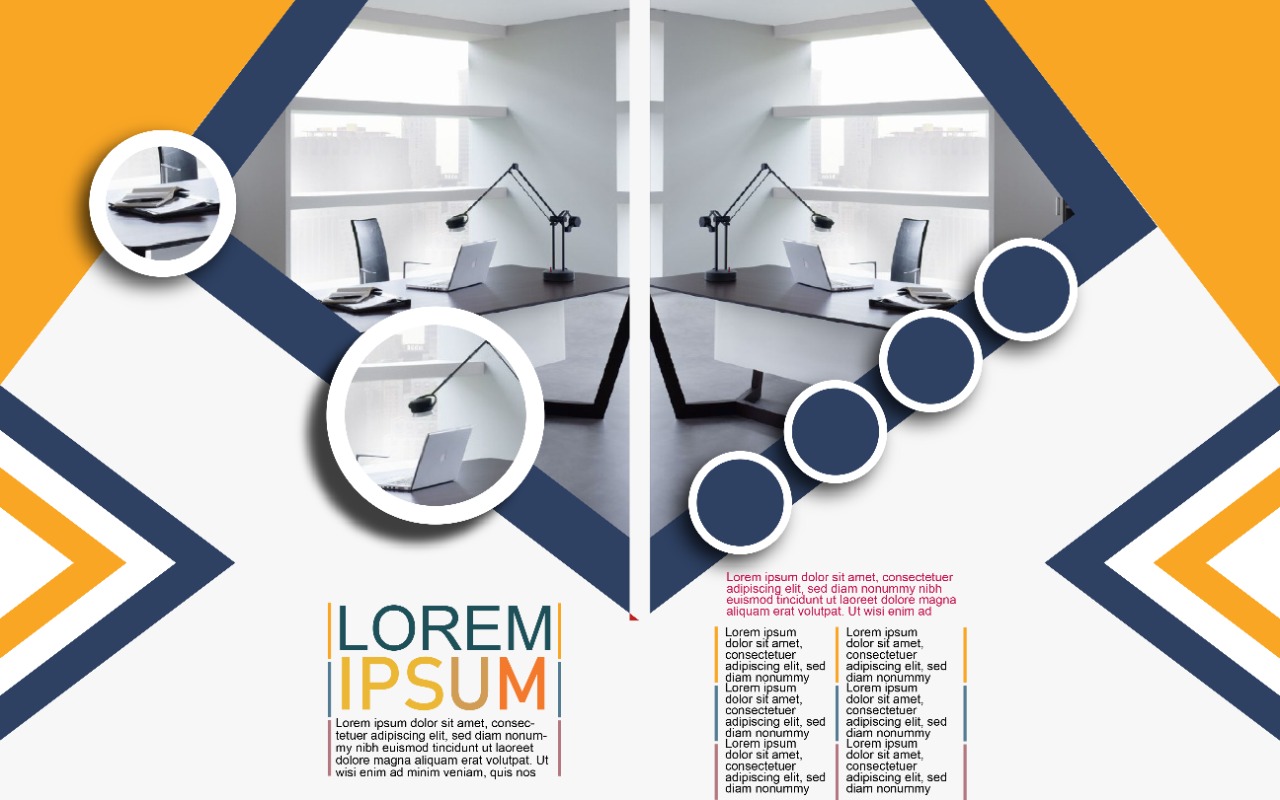 LOREM
IPSUM
Lorem ipsum dolor sit amet, consec-
tetuer adipiscing elit, sed diam nonum-
my nibh euismod tincidunt ut laoreet
dolore magna aliquam erat volutpat. Ut
wisi enim ad minim veniam, quis nos
Lorem ipsum dolor sit amet, consectetuer
adipiscing elit, sed diam nonummy nibh
euismod tincidunt ut laoreet dolore magna
aliquam erat volutpat. Ut wisi enim ad
Lorem ipsum
dolor sit amet,
consectetuer
adipiscing elit, sed
diam nonummy
Lorem ipsum
dolor sit amet,
consectetuer
adipiscing elit, sed
diam nonummy
Lorem ipsum
dolor sit amet,
consectetuer
adipiscing elit, sed
diam nonummy
Lorem ipsum
dolor sit amet,
consectetuer
adipiscing elit, sed
diam nonummy
Lorem ipsum
dolor sit amet,
consectetuer
adipiscing elit, sed
diam nonummy
Lorem ipsum
dolor sit amet,
consectetuer
adipiscing elit, sed
diam nonummy